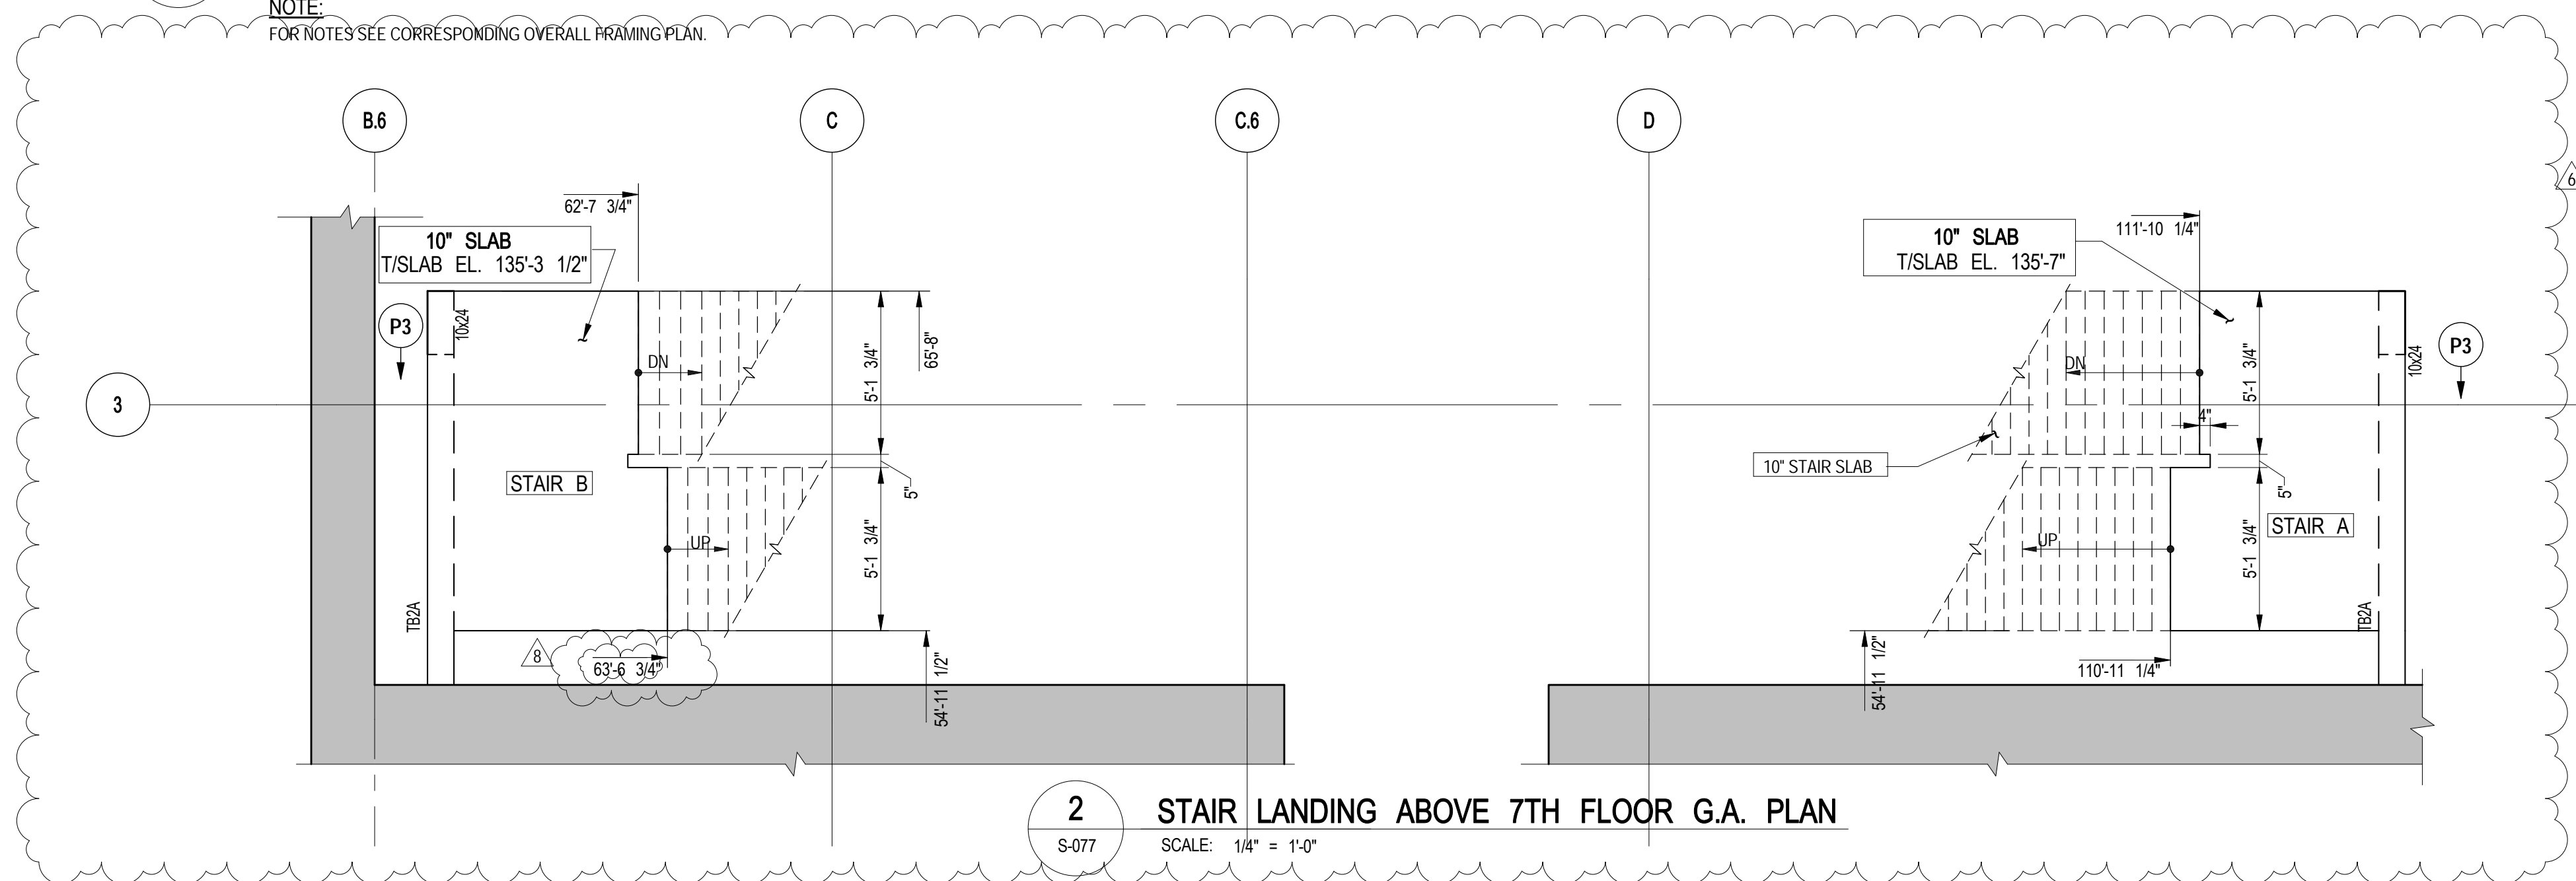 NOTE:
FOR NOTES SEE CORRESPONDING OVERALL FRAMING PLAN.
B.6
C
C.6
D
6
62'-7 3/4"
111'-10 1/4"
10" SLAB
T/SLAB EL. 135'-3 1/2"
10" SLAB
T/SLAB EL. 135'-7"
P3
10x24
DN
5'-1 3/4"
65'-8"
DN
5'-1 3/4"
10x24
P3
3
4"
10" STAIR SLAB
STAIR B
5"
5"
STAIR A
UP
5'-1 3/4"
UP
5'-1 3/4"
TB2A
TB2A
8
63'-6 3/4"
54'-11 1/2"
54'-11 1/2"
110'-11 1/4"
2
S-077
STAIR LANDING ABOVE 7TH FLOOR G.A. PLAN
SCALE: 1/4" = 1'-0"